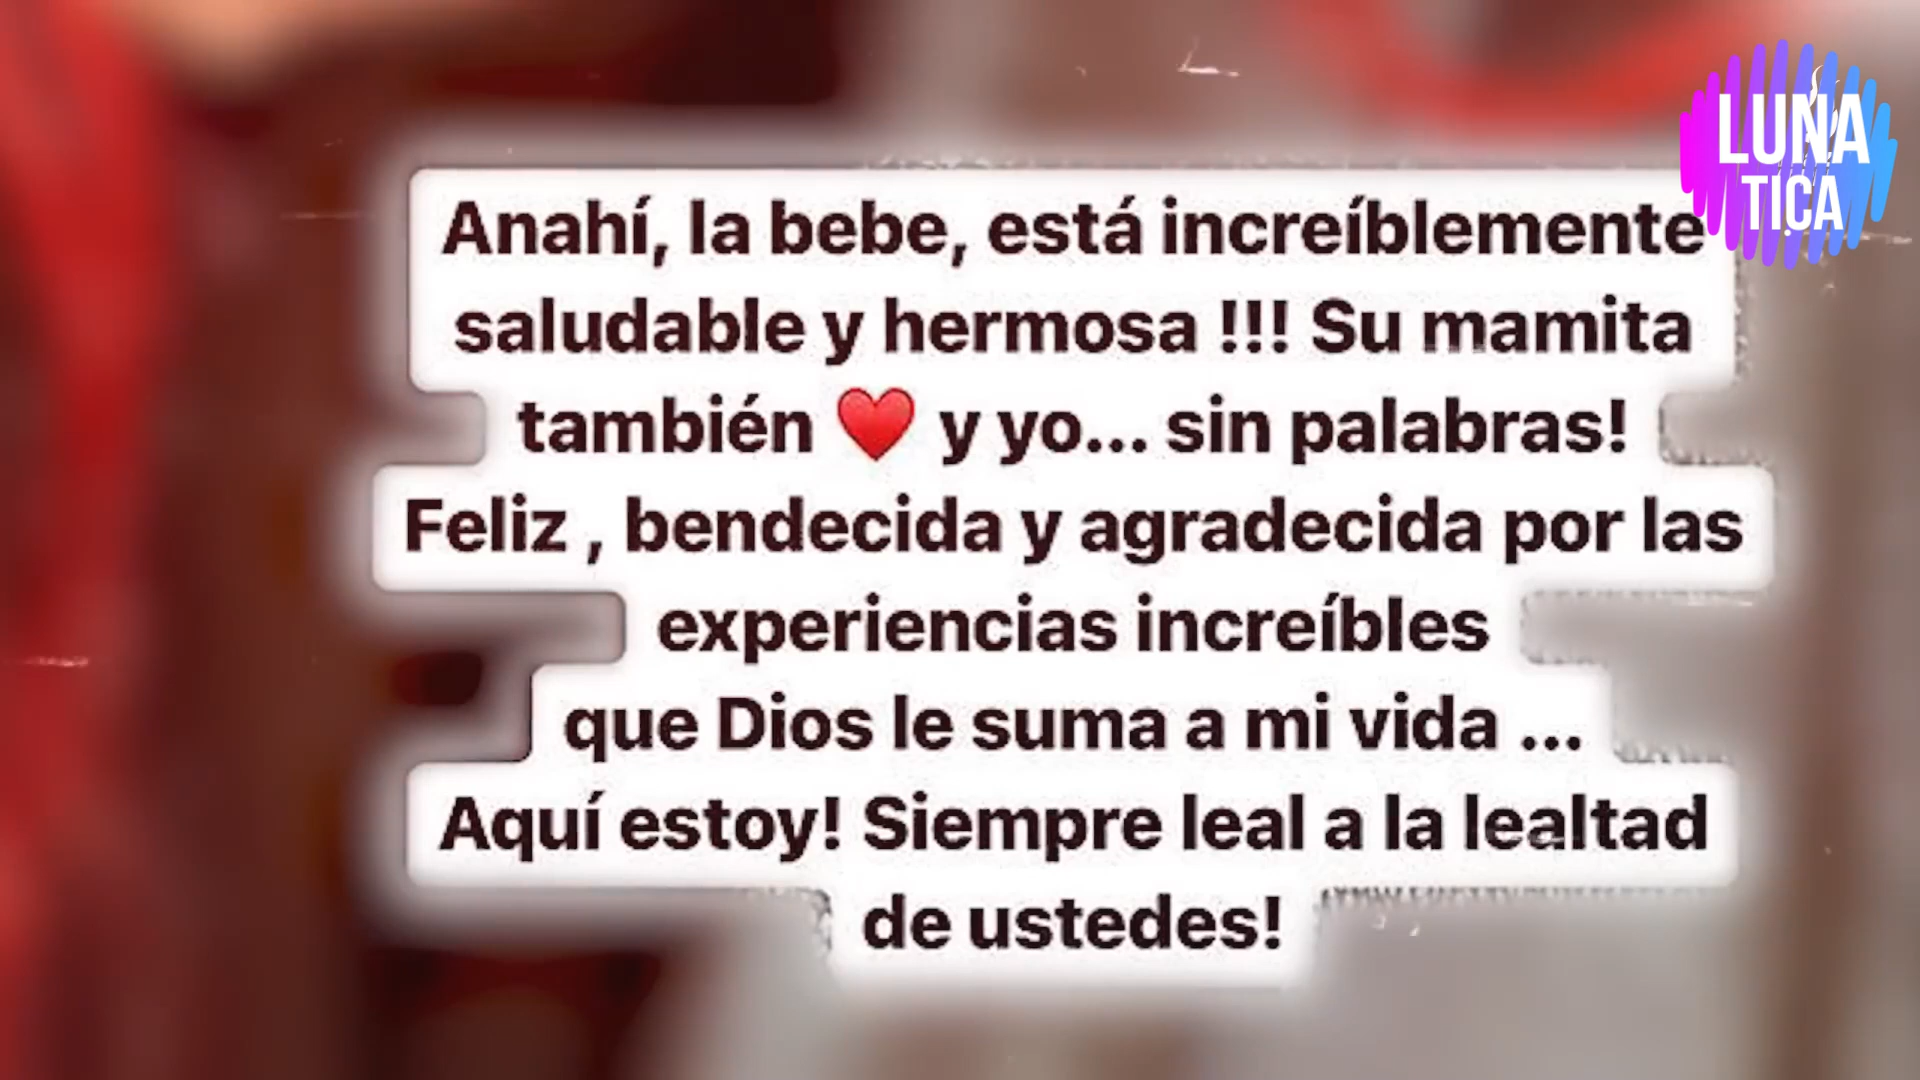 LUNA
TICA
Anahí, la bebe, está increíblemente
saludable y hermosa !!! Su mamita
también ❤️ y yo... sin palabras!
Feliz , bendecida y agradecida por las
experiencias increíbles
que Dios le suma a mi vida ...
Aquí estoy! Siempre leal a la lealtad
de ustedes!